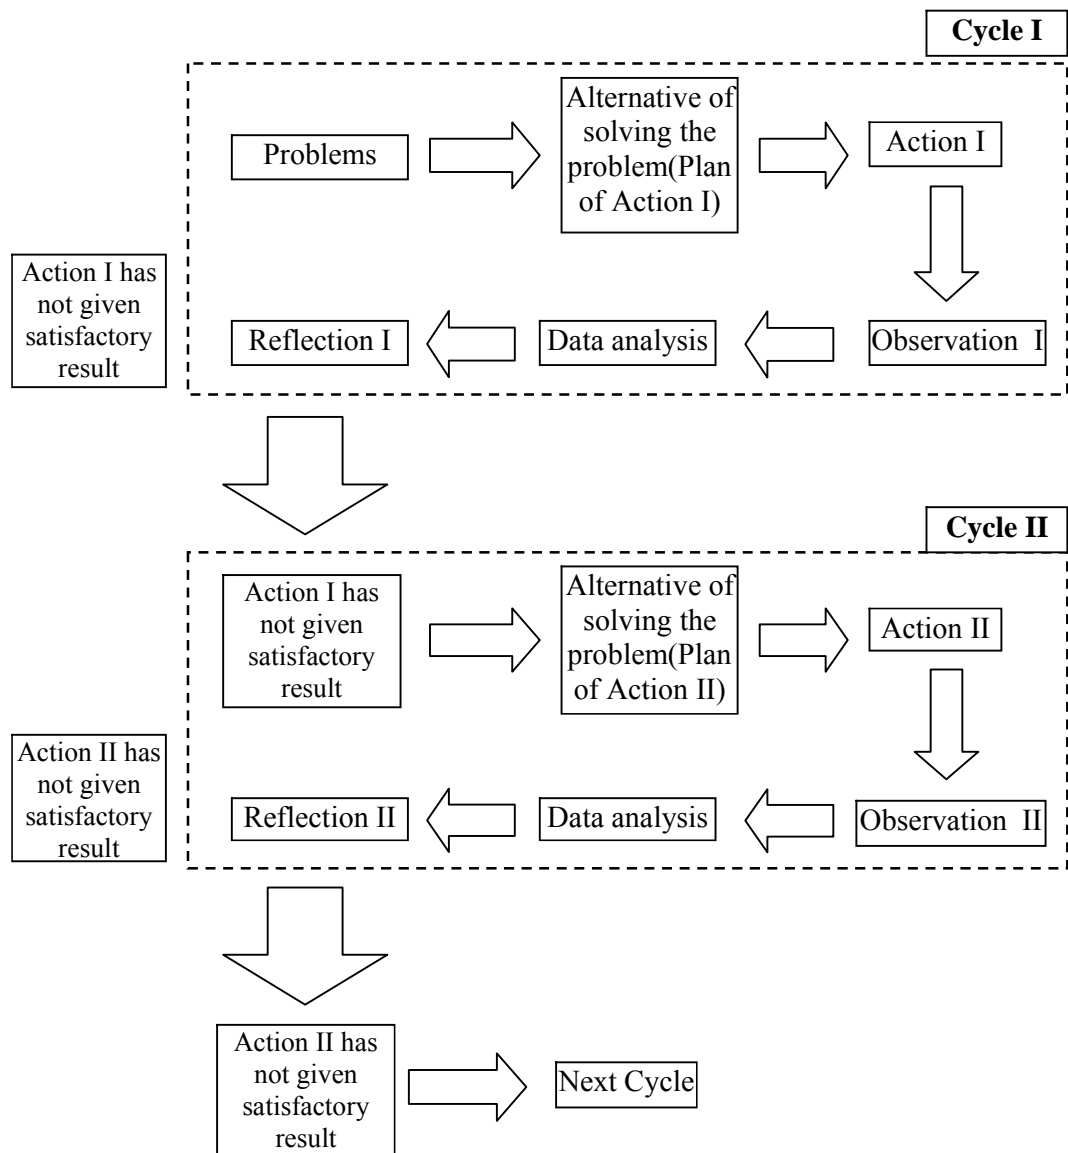 Cycle I
Problems
Alternative of
solving the
problem(Plan
of Action I)
Action I
Action I has
not given
satisfactory
result
Reflection I
Data analysis
Observation I
Cycle II
Action I has
not given
satisfactory
result
Alternative of
solving the
problem(Plan
of Action II)
Action II
Action II has
not given
satisfactory
result
Reflection II
Data analysis
Observation II
Action II has
not given
satisfactory
result
Next Cycle